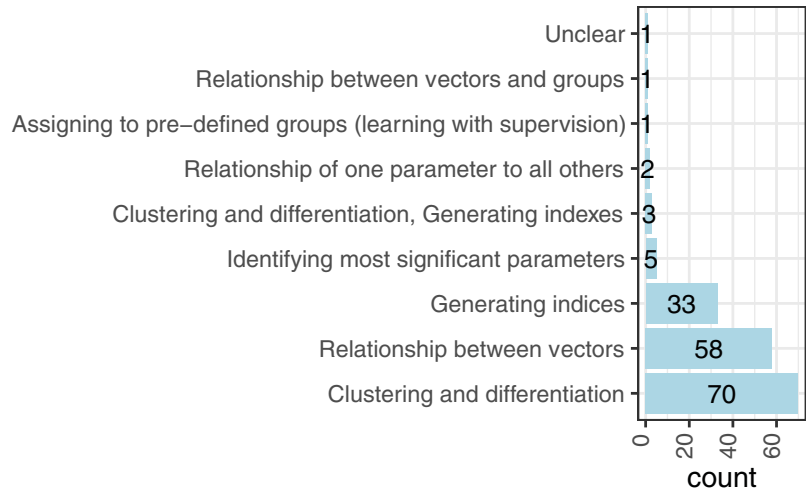 Unclear 1
Relationship between vectors and groups 1
Assigning to pre−defined groups (learning with supervision) 1
Relationship of one parameter to all others 2
Clustering and differentiation, Generating indexes 3
Identifying most significant parameters 5
Generating indices 33
Relationship between vectors 58
Clustering and differentiation 70
0 20 40 60
count